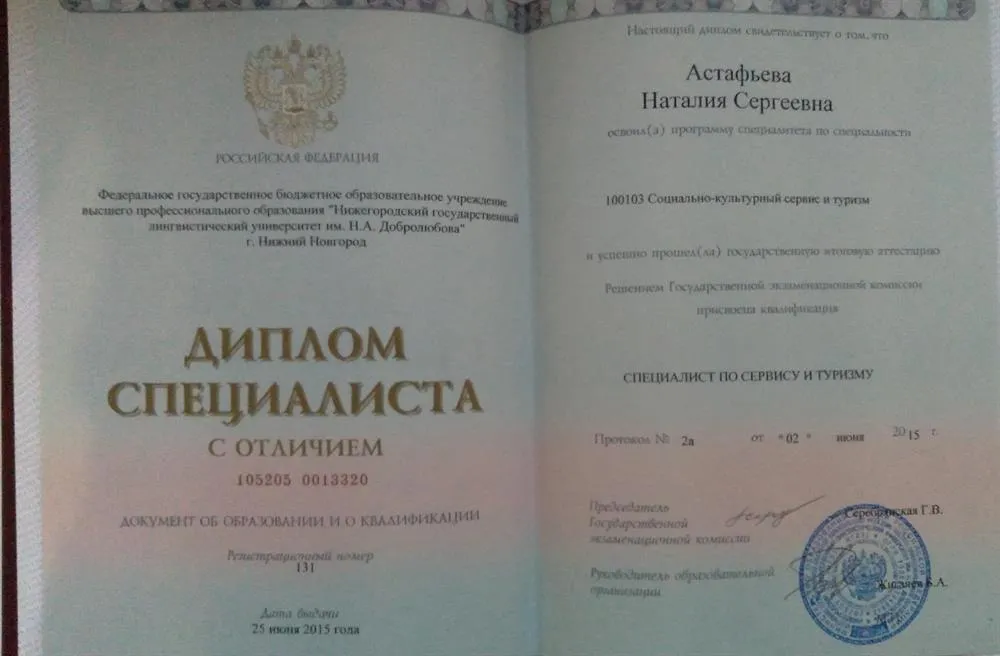 РОССИЙСКАЯ ФЕДЕРАЦИЯ
Федеральное государственное бюджетное образовательное учреждение
высшего профессионального образования "Нижегородский государственный
лингвистический университет им. Н.А. Добролюбова"
г. Нижний Новгород
ДИПЛОМ
СПЕЦИАЛИСТА
С ОТЛИЧИЕМ
105205 0013320
ДОКУМЕНТ ОБ ОБРАЗОВАНИИ И О КВАЛИФИКАЦИИ
Регистрационный номер
131
Дата выдачи
25 июня 2015 года
Настоящий диплом свидетельствует о том, что
Астафьева
Наталия Сергеевна
освоил(а) программу специалитета по специальности
100103 Социально-культурный сервис и туризм
и успешно прошел(ла) государственную итоговую аттестацию
Решением Государственной экзаменационной комиссии
присвоена квалификация
СПЕЦИАЛИСТ ПО СЕРВИСУ И ТУРИЗМУ
Протокол № 2а от "02" июня 2015 г.
Председатель
Государственной
экзаменационной комиссии
Серебрянская Г.В.
Руководитель образовательной
организации
Б.А.